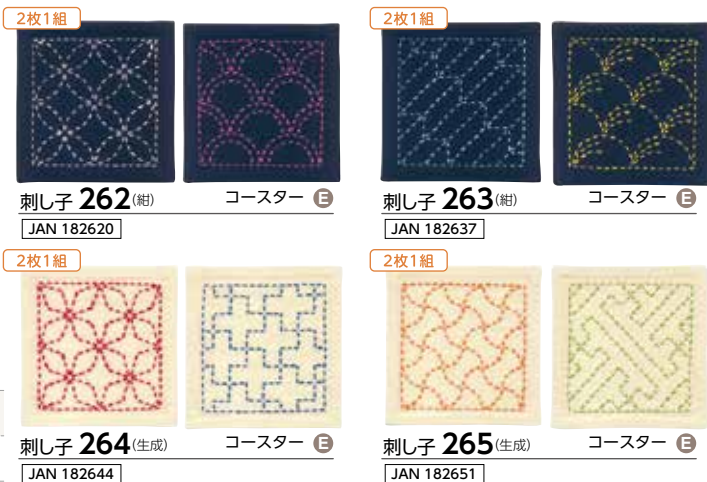 2枚1組
刺し子 262(紺) コースター E
JAN 182620
2枚1組
刺し子 263(紺) コースター E
JAN 182637
2枚1組
刺し子 264(生成) コースター E
JAN 182644
2枚1組
刺し子 265(生成) コースター E
JAN 182651